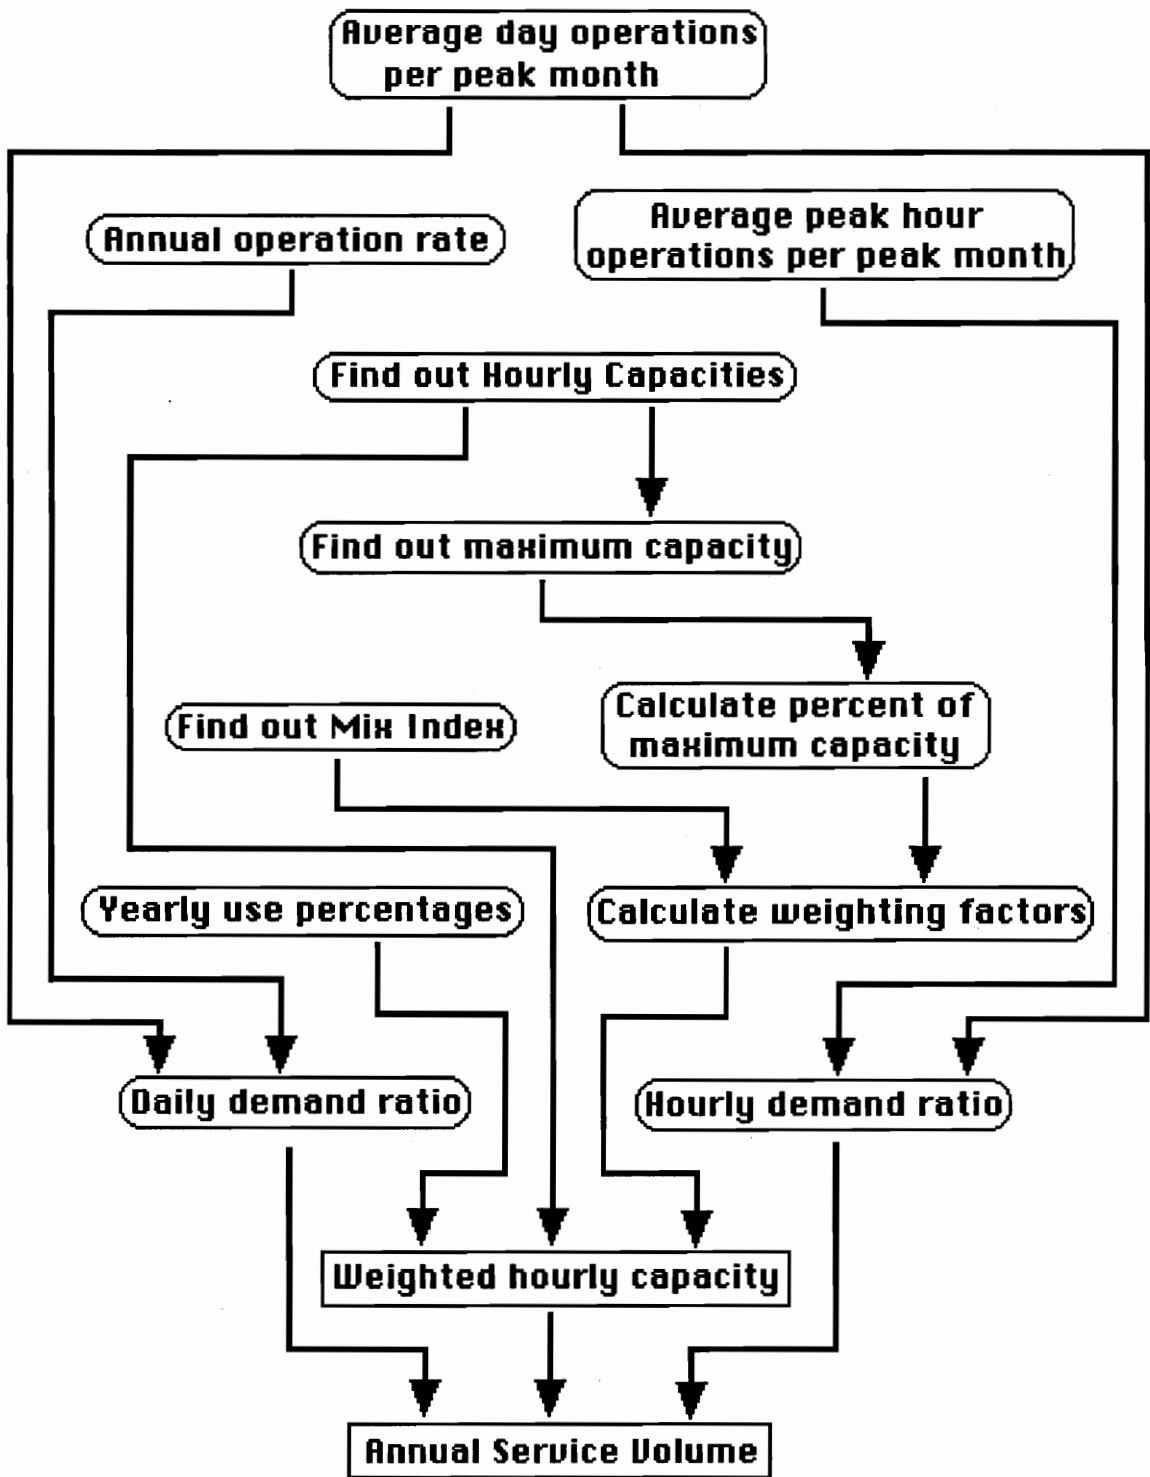 Average day operations
per peak month
Annual operation rate
Average peak hour
operations per peak month
Find out Hourly Capacities
Find out maximum capacity
Find out Mix Index
Calculate percent of
maximum capacity
Yearly use percentages
Calculate weighting factors
Daily demand ratio
Hourly demand ratio
Weighted hourly capacity
Annual Service Volume